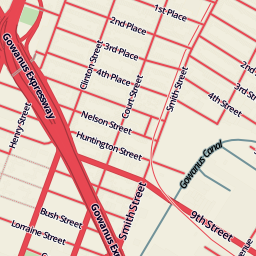 1st Place
2nd Place
3rd Place
4th Place
Clinton Street
Court Street
Smith Street
4th Street
3rd
2nd
Gowanus Expressway
Henry Street
Nelson Street
Huntington Street
Gowanus Canal
Smith Street
9th Street
Bush Street
Lorraine Street
Gowanus Ex